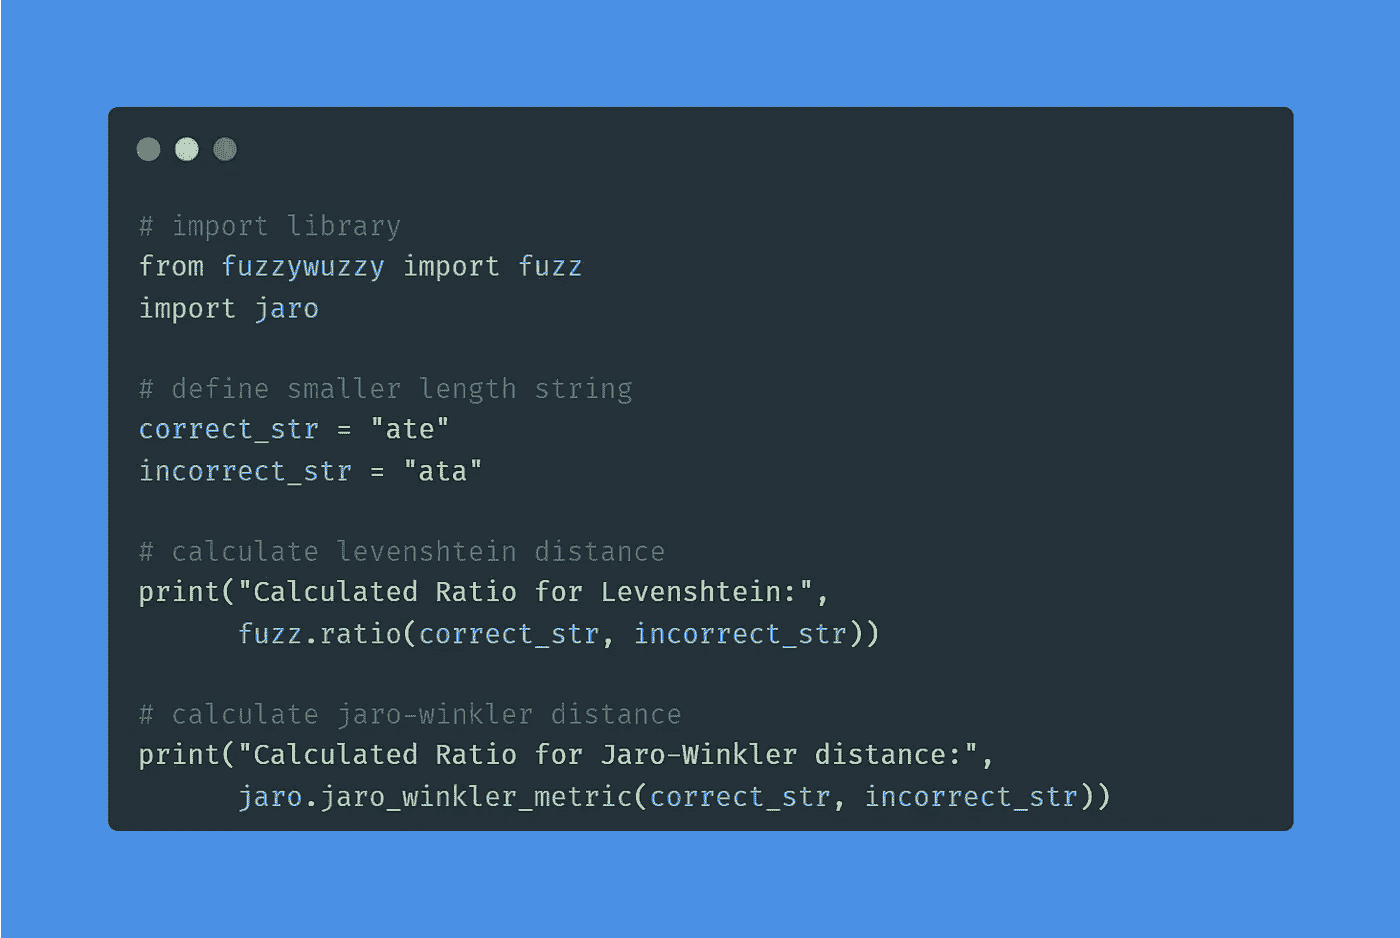 # import library
from fuzzywuzzy import fuzz
import jaro
# define smaller length string
correct_str = "ate"
incorrect_str = "ata"
# calculate levenshtein distance
print("Calculated Ratio for Levenshtein:",
fuzz.ratio(correct_str, incorrect_str))
# calculate jaro-winkler distance
print("Calculated Ratio for Jaro-Winkler distance:",
jaro.jaro_winkler_metric(correct_str, incorrect_str))